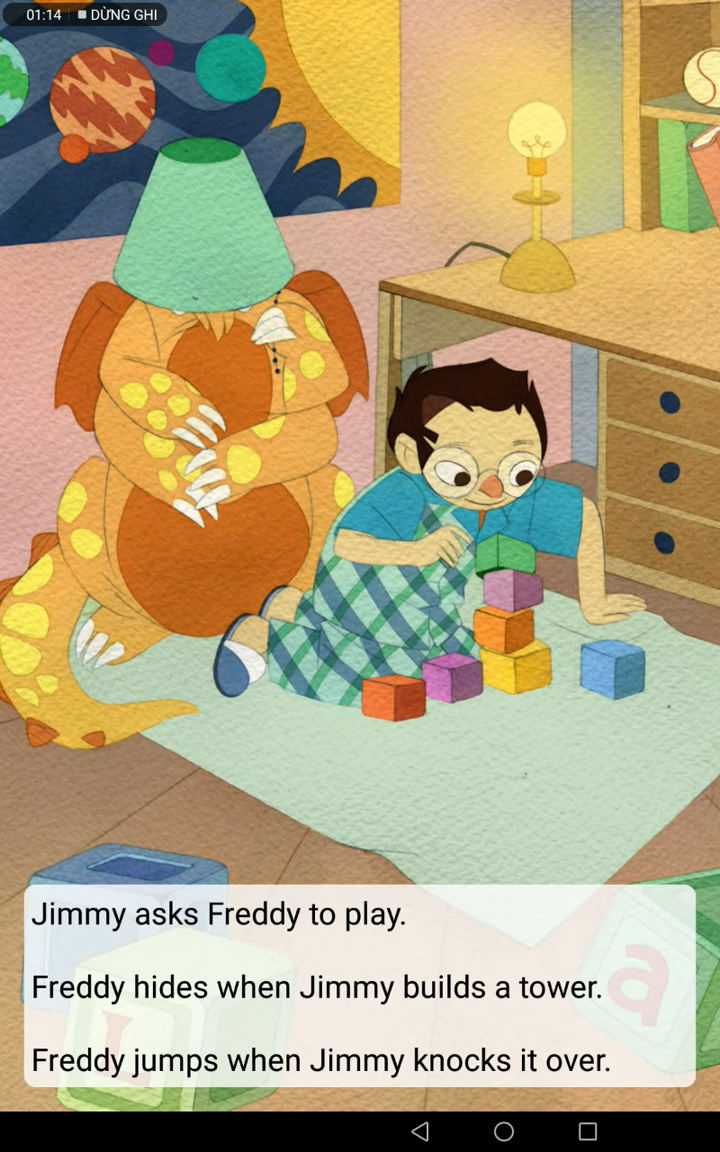 01:14 DỪNG GHI
Jimmy asks Freddy to play.
Freddy hides when Jimmy builds a tower.
a
Freddy jumps when Jimmy knocks it over.